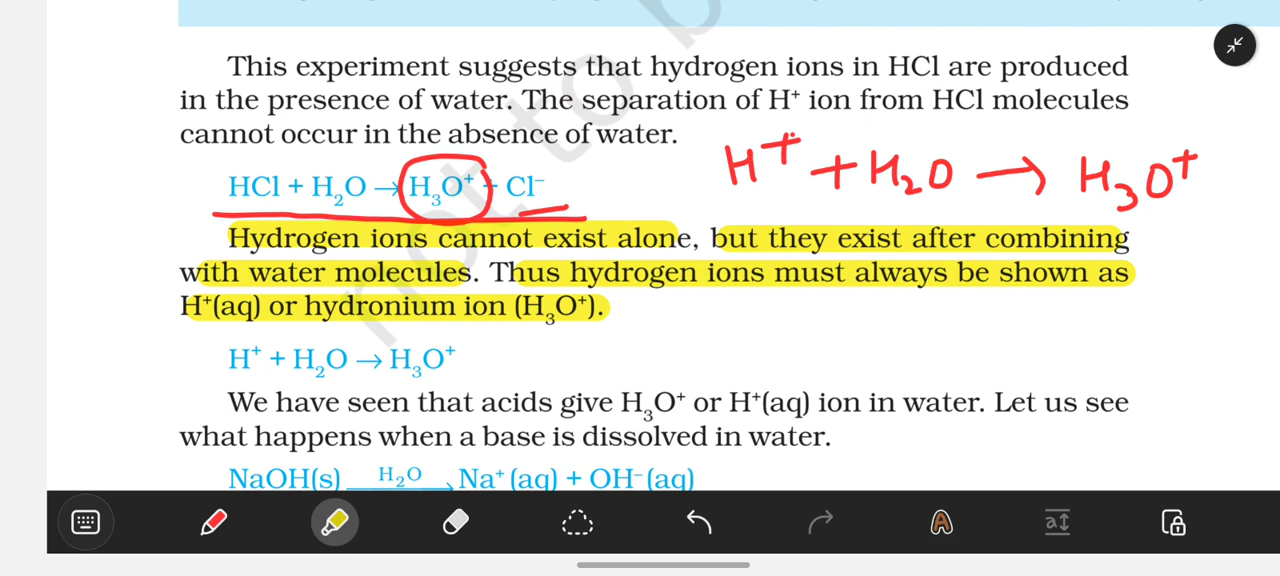 This experiment suggests that hydrogen ions in HCl are produced
in the presence of water. The separation of H⁺ ion from HCl molecules
cannot occur in the absence of water.
H⁺ + H₂O → H₃O⁺
HCl + H₂O → H₃O⁺ + Cl⁻
Hydrogen ions cannot exist alone, but they exist after combining
with water molecules. Thus hydrogen ions must always be shown as
H⁺(aq) or hydronium ion (H₃O⁺).
H⁺ + H₂O → H₃O⁺
We have seen that acids give H₃O⁺ or H⁺(aq) ion in water. Let us see
what happens when a base is dissolved in water.
NaOH(s) —H₂O→ Na⁺(aq) + OH⁻(aq)
not to b
A
aI